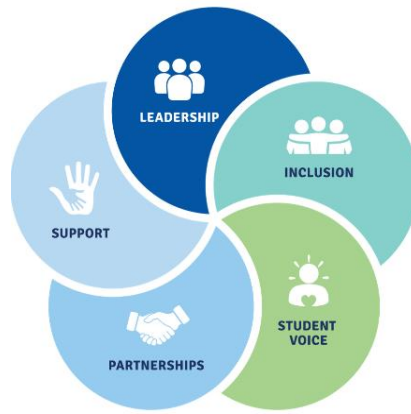 LEADERSHIP
INCLUSION
SUPPORT
STUDENT
VOICE
PARTNERSHIPS